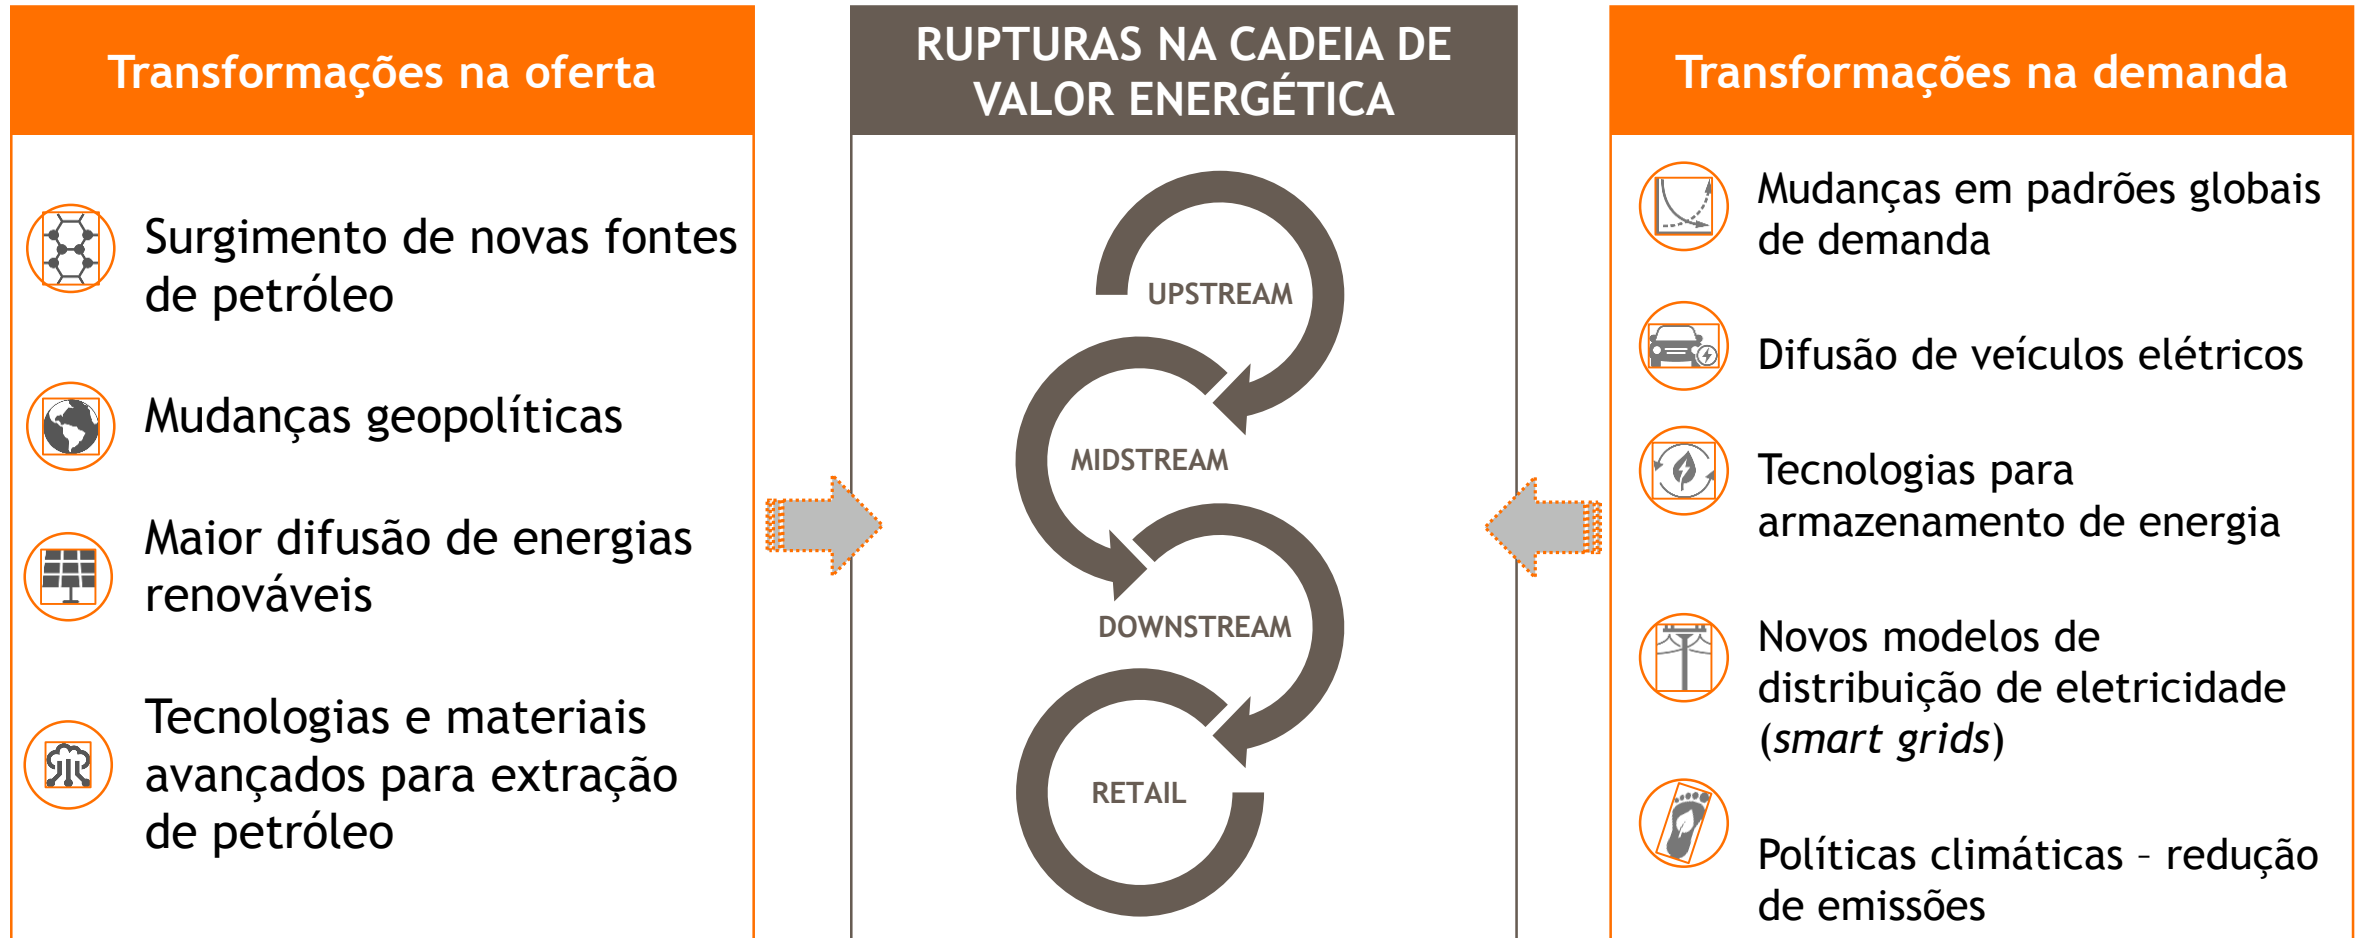 Transformações na oferta
Surgimento de novas fontes
de petróleo
Mudanças geopolíticas
Maior difusão de energias
renováveis
Tecnologias e materiais
avançados para extração
de petróleo
RUPTURAS NA CADEIA DE
VALOR ENERGÉTICA
UPSTREAM
MIDSTREAM
DOWNSTREAM
RETAIL
Transformações na demanda
Mudanças em padrões globais
de demanda
Difusão de veículos elétricos
Tecnologias para
armazenamento de energia
Novos modelos de
distribuição de eletricidade
(smart grids)
Políticas climáticas – redução
de emissões